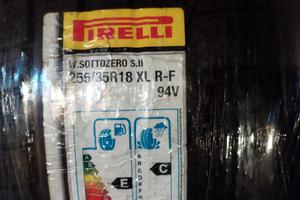 PIRELLI
W.SOTTOZERO S.II
255/35R18 XL R-F
94V
A
B
C
D
E
F
G
E
C